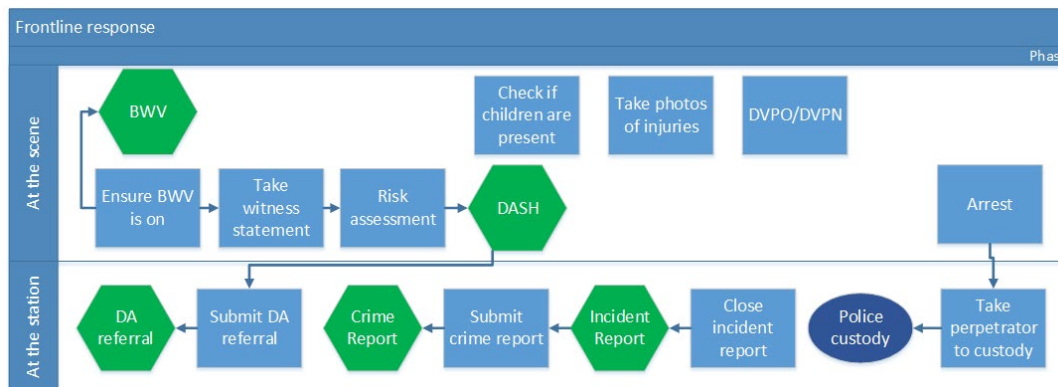 Frontline response
Phas
At the scene
BWV
Check if
children are
present
Take photos
of injuries
DVPO/DVPN
Ensure BWV
is on
Take
witness
statement
Risk
assessment
DASH
Arrest
At the station
DA
referral
Submit DA
referral
Crime
Report
Submit
crime report
Incident
Report
Close
incident
report
Police
custody
Take
perpetrator
to custody